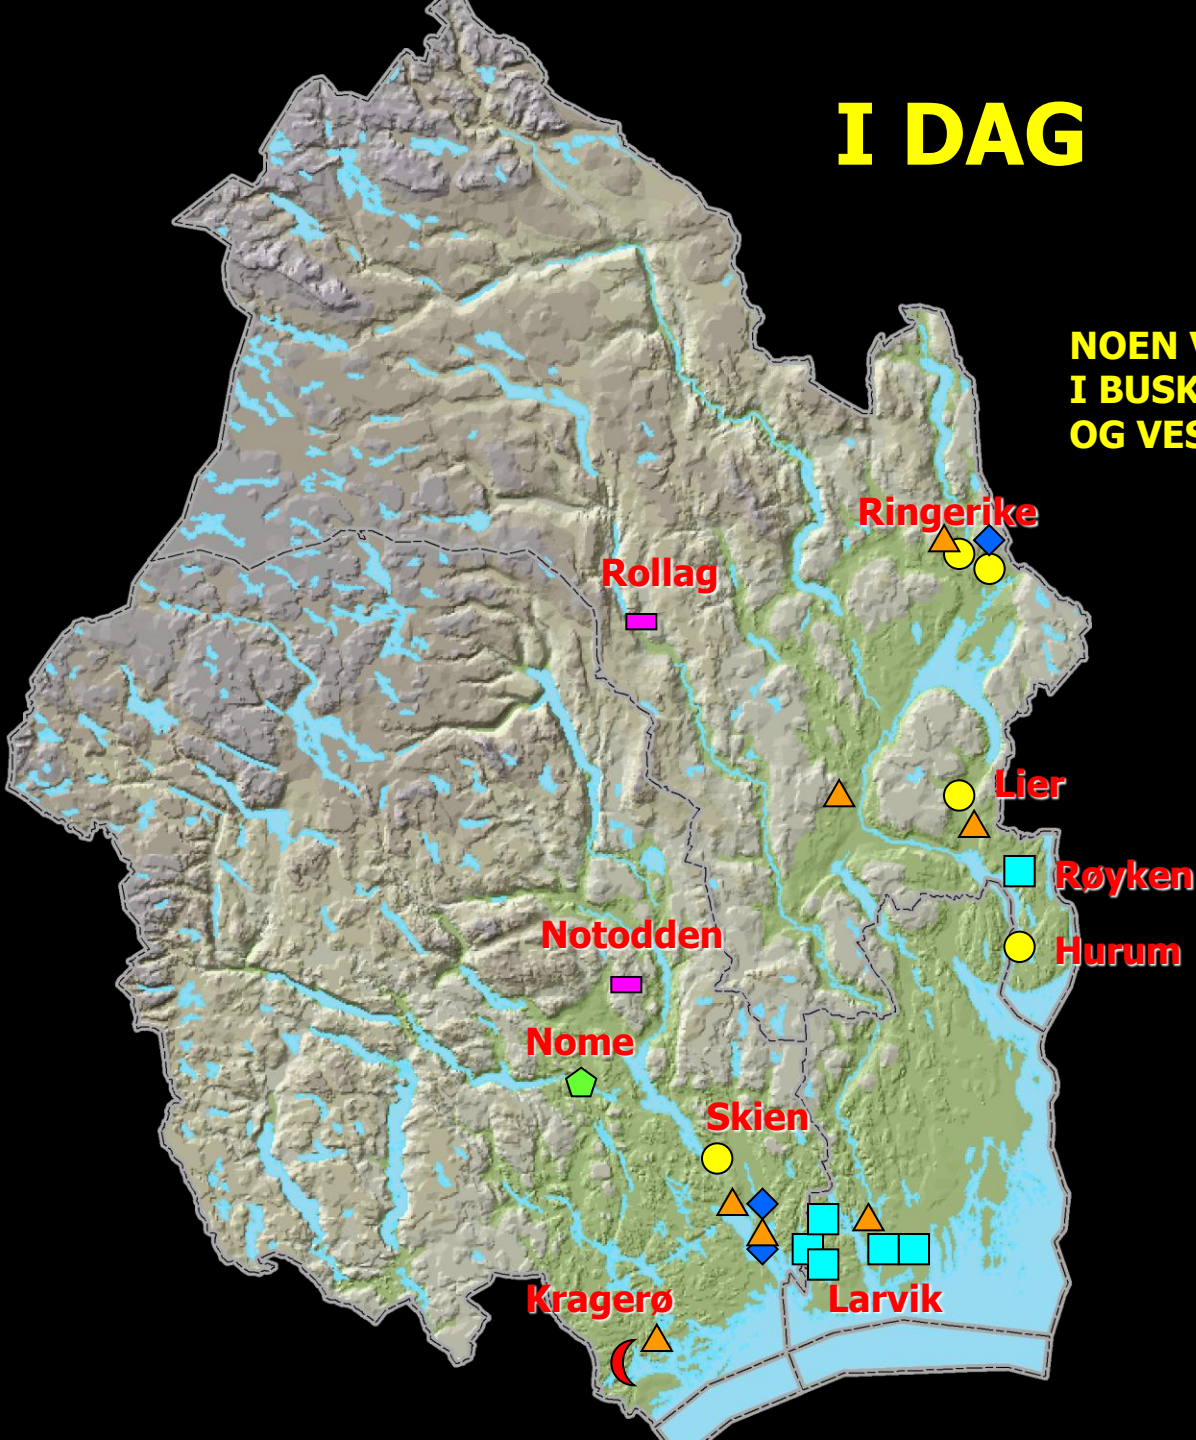 I DAG
NOEN
I BUSK
OG VES
Ringerike
Rollag
Lier
Røyken
Notodden
Hurum
Nome
Skien
Kragerø
Larvik